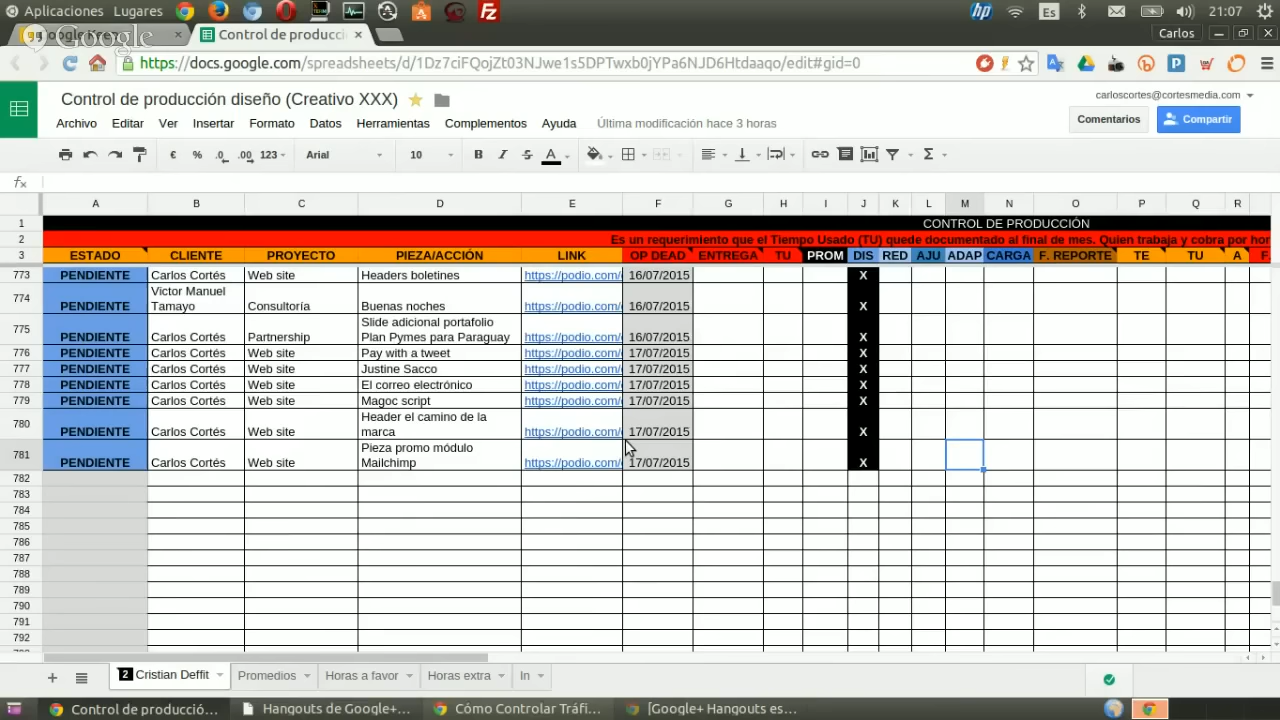 Aplicaciones Lugares Es 21:07
Google
Control de producci Carlos
https://docs.google.com/spreadsheets/d/1Dz7ciFQojZt03NJwe1s5DPTwxb0jYPa6NJD6Htdaaqo/edit#gid=0
Control de producción diseño (Creativo XXX) carloscortes@cortesmedia.com
Archivo Editar Ver Insertar Formato Datos Herramientas Complementos Ayuda Última modificación hace 3 horas Comentarios Compartir
€ % .0 .00 123 Arial 10 B I S A Σ
fx
A B C D E F G H I J K L M N O P Q R
1 CONTROL DE PRODUCCIÓN
2 Es un requerimiento que el Tiempo Usado (TU) quede documentado al final de mes. Quien trabaja y cobra por hor
3 ESTADO CLIENTE PROYECTO PIEZA/ACCIÓN LINK OP DEAD ENTREGA TU PROM DIS RED AJU ADAP CARGA F. REPORTE TE TU A F.
773 PENDIENTE Carlos Cortés Web site Headers boletines https://podio.com/ 16/07/2015 X
774 PENDIENTE Victor Manuel Tamayo Consultoría Buenas noches https://podio.com/ 16/07/2015 X
775 PENDIENTE Carlos Cortés Partnership Slide adicional portafolio Plan Pymes para Paraguay https://podio.com/ 16/07/2015 X
776 PENDIENTE Carlos Cortés Web site Pay with a tweet https://podio.com/ 17/07/2015 X
777 PENDIENTE Carlos Cortés Web site Justine Sacco https://podio.com/ 17/07/2015 X
778 PENDIENTE Carlos Cortés Web site El correo electrónico https://podio.com/ 17/07/2015 X
779 PENDIENTE Carlos Cortés Web site Magoc script https://podio.com/ 17/07/2015 X
780 PENDIENTE Carlos Cortés Web site Header el camino de la marca https://podio.com/ 17/07/2015 X
781 PENDIENTE Carlos Cortés Web site Pieza promo módulo Mailchimp https://podio.com/ 17/07/2015 X
782
783
784
785
786
787
788
789
790
791
792
2 Cristian Deffit Promedios Horas a favor Horas extra In
Control de producció... Hangouts de Google+... Cómo Controlar Tráfi... [Google+ Hangouts es...